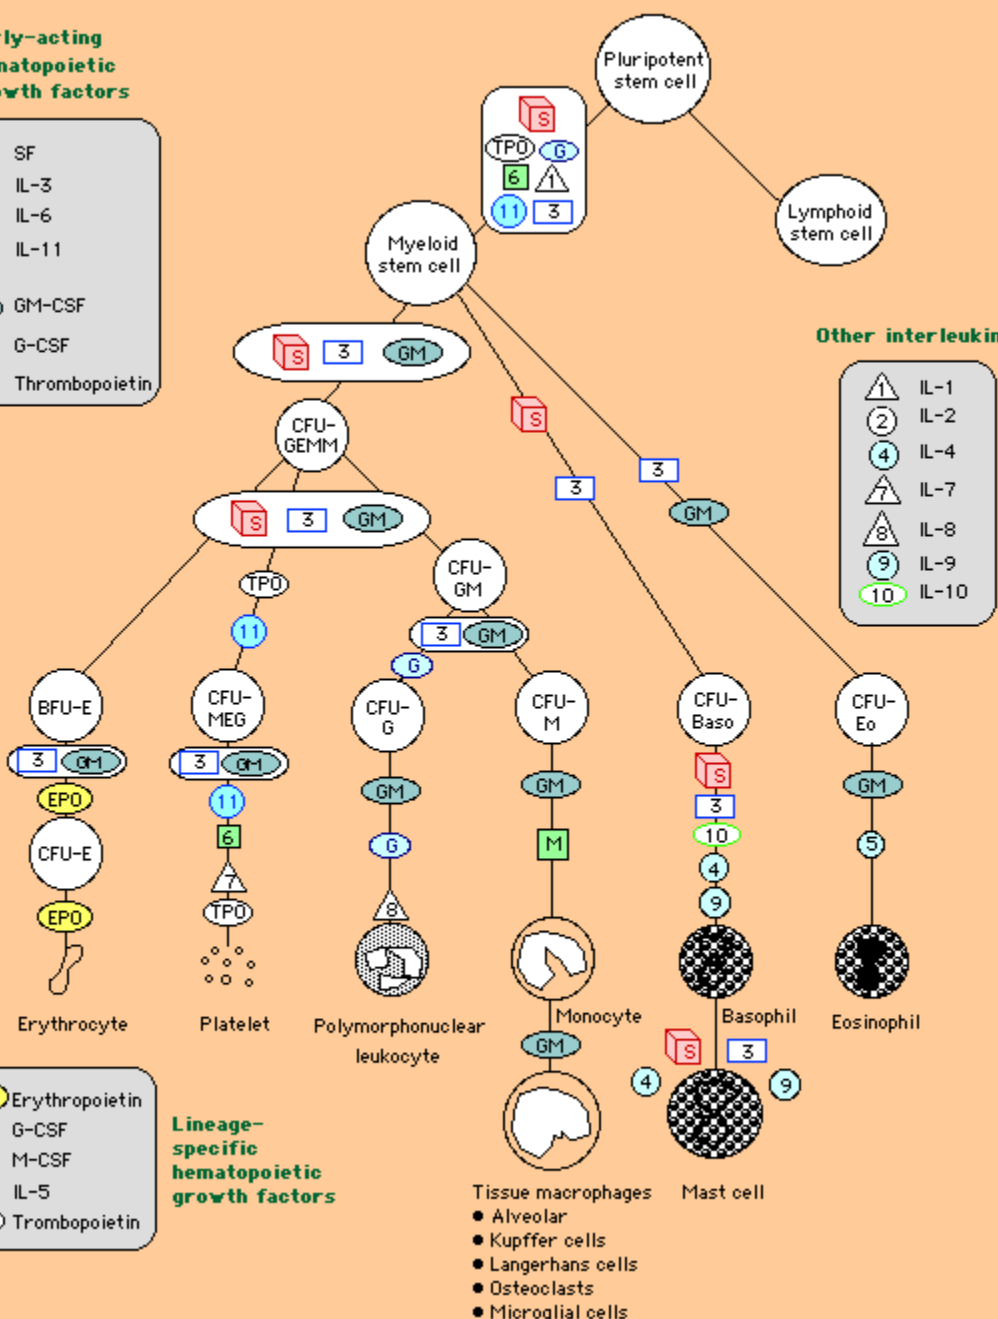 rly-acting
natopoietic
wth factors
SF
IL-3
IL-6
IL-11
GM-CSF
G-CSF
Thrombopoietin
Pluripotent
stem cell
S
TPO G
6 1
11 3
Lymphoid
stem cell
Myeloid
stem cell
S 3 GM
CFU-
GEMM
S 3 GM
S
3
3
GM
Other interleukin
1 IL-1
2 IL-2
4 IL-4
7 IL-7
8 IL-8
9 IL-9
10 IL-10
TPO
11
CFU-
GM
3 GM
G
BFU-E
3 GM
EPO
CFU-E
EPO
Erythrocyte
CFU-
MEG
3 GM
11
6
7
TPO
Platelet
CFU-
G
GM
G
8
Polymorphonuclear
leukocyte
CFU-
M
GM
M
Monocyte
GM
Tissue macrophages
● Alveolar
● Kupffer cells
● Langerhans cells
● Osteoclasts
● Microglial cells
CFU-
Baso
S
3
10
4
9
Basophil
S 3
4 9
Mast cell
CFU-
Eo
GM
5
Eosinophil
Erythropoietin
G-CSF
M-CSF
IL-5
Trombopoietin
Lineage-
specific
hematopoietic
growth factors